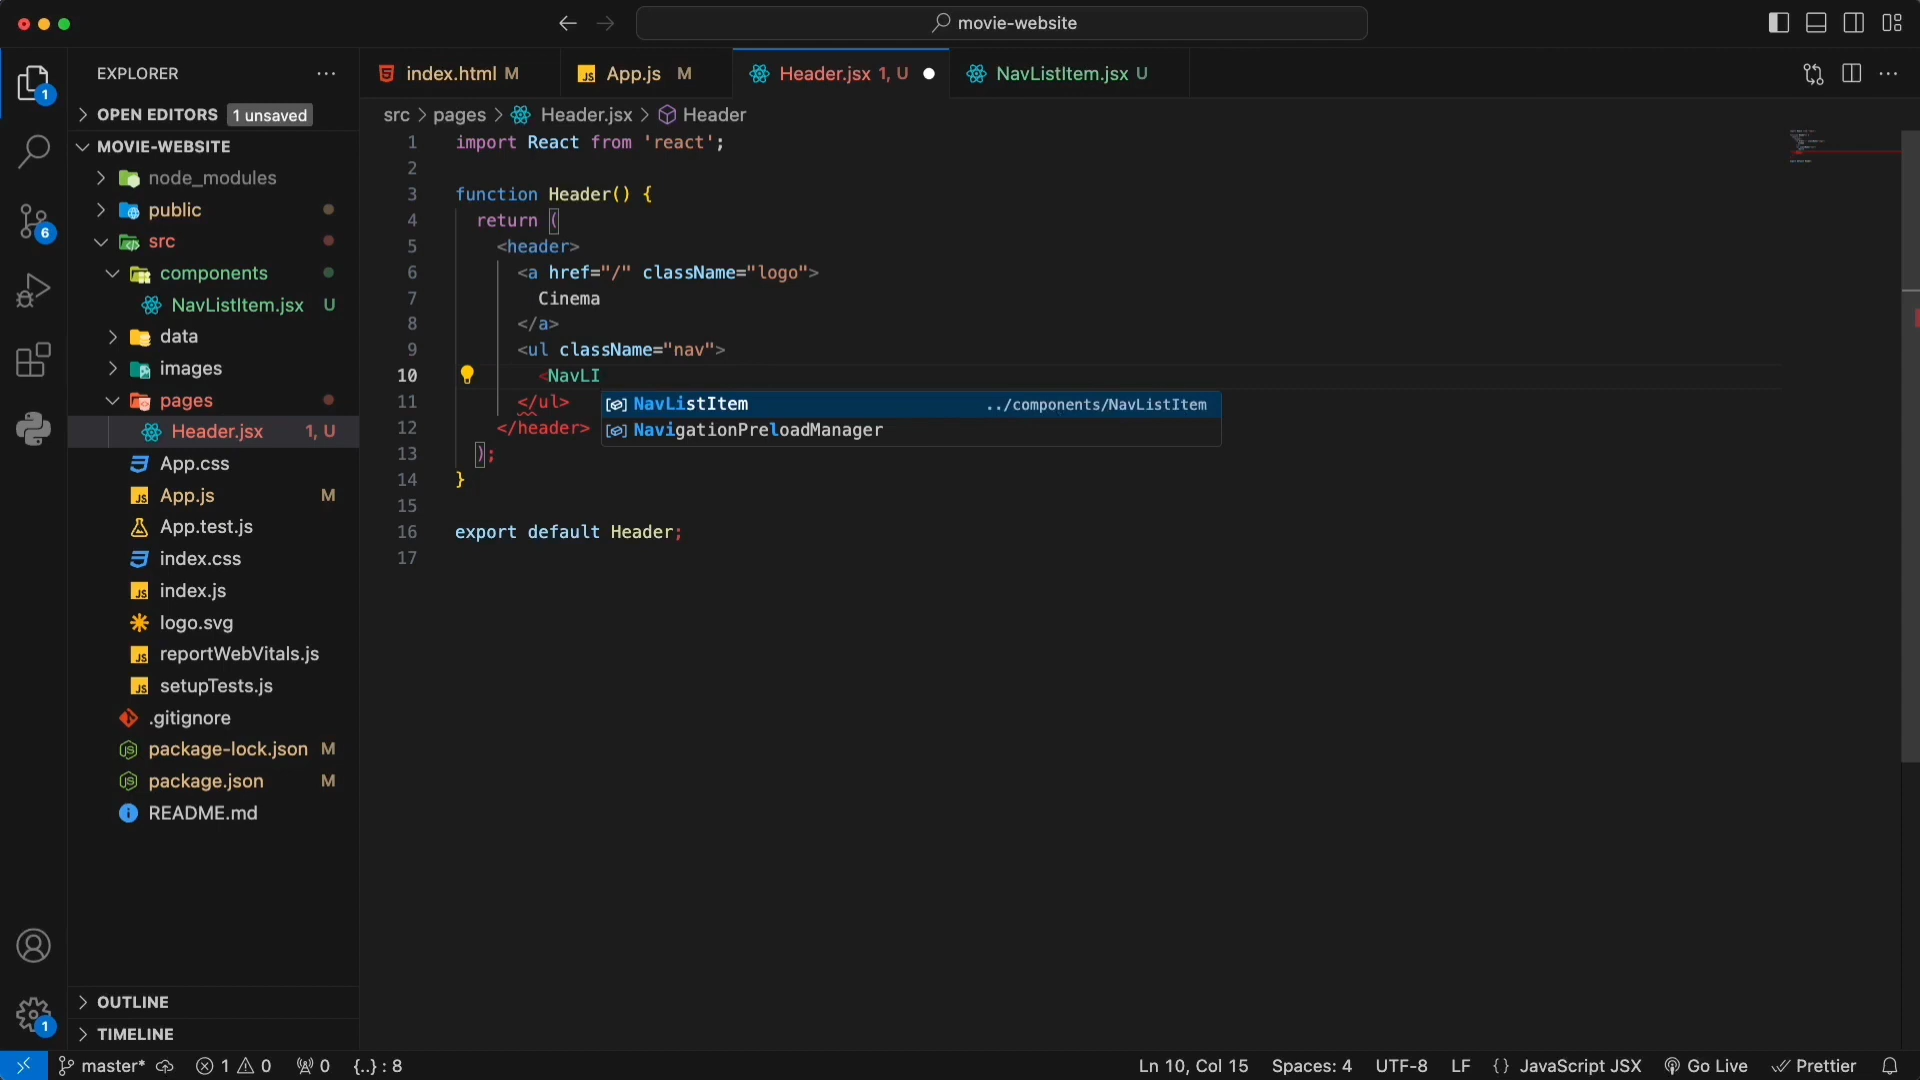 movie-website
EXPLORER
index.html M
App.js M
Header.jsx 1, U
NavListItem.jsx U
1
OPEN EDITORS 1 unsaved
src > pages > Header.jsx > Header
MOVIE-WEBSITE
node_modules
public
src
components
NavListItem.jsx U
data
images
pages
Header.jsx 1, U
App.css
App.js M
App.test.js
index.css
index.js
logo.svg
reportWebVitals.js
setupTests.js
.gitignore
package-lock.json M
package.json M
README.md
OUTLINE
TIMELINE
6
1
1 import React from 'react';
2
3 function Header() {
4 return (
5 <header>
6 <a href="/" className="logo">
7 Cinema
8 </a>
9 <ul className="nav">
10 <NavLI
11 </ul>
12 </header>
13 );
14 }
15
16 export default Header;
17
NavListItem ../components/NavListItem
NavigationPreloadManager
master* 1 0 0 {..} : 8
Ln 10, Col 15 Spaces: 4 UTF-8 LF {} JavaScript JSX Go Live Prettier